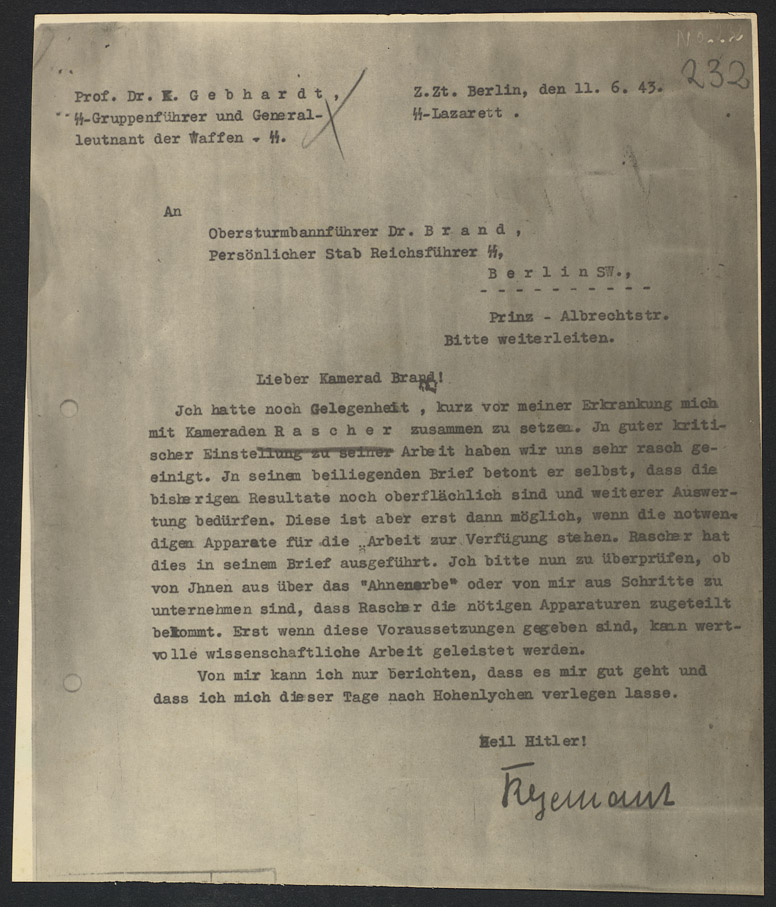 232
Prof. Dr. K. G e b h a r d t ,
SS-Gruppenführer und General-
leutnant der Waffen - SS.
Z.Zt. Berlin, den 11. 6. 43.
SS-Lazarett .
An
Obersturmbannführer Dr. B r a n d ,
Persönlicher Stab Reichsführer SS,
B e r l i n SW.,
- - - - - - - - - -
Prinz - Albrechtstr.
Bitte weiterleiten.
Lieber Kamerad Brand!
Jch hatte noch Gelegenheit , kurz vor meiner Erkrankung mich
mit Kameraden R a s c h e r zusammen zu setzen. Jn guter kriti-
scher Einstellung zu seiner Arbeit haben wir uns sehr rasch ge-
einigt. Jn seinem beiliegenden Brief betont er selbst, dass die
bisherigen Resultate noch oberflächlich sind und weiterer Auswer-
tung bedürfen. Diese ist aber erst dann möglich, wenn die notwen-
digen Apparate für die „Arbeit zur Verfügung stehen. Rascher hat
dies in seinem Brief ausgeführt. Jch bitte nun zu überprüfen, ob
von Jhnen aus über das "Ahnenerbe" oder von mir aus Schritte zu
unternehmen sind, dass Rascher die nötigen Apparaturen zugeteilt
bekommt. Erst wenn diese Voraussetzungen gegeben sind, kann wert-
volle wissenschaftliche Arbeit geleistet werden.
Von mir kann ich nur berichten, dass es mir gut geht und
dass ich mich dieser Tage nach Hohenlychen verlegen lasse.
Heil Hitler!